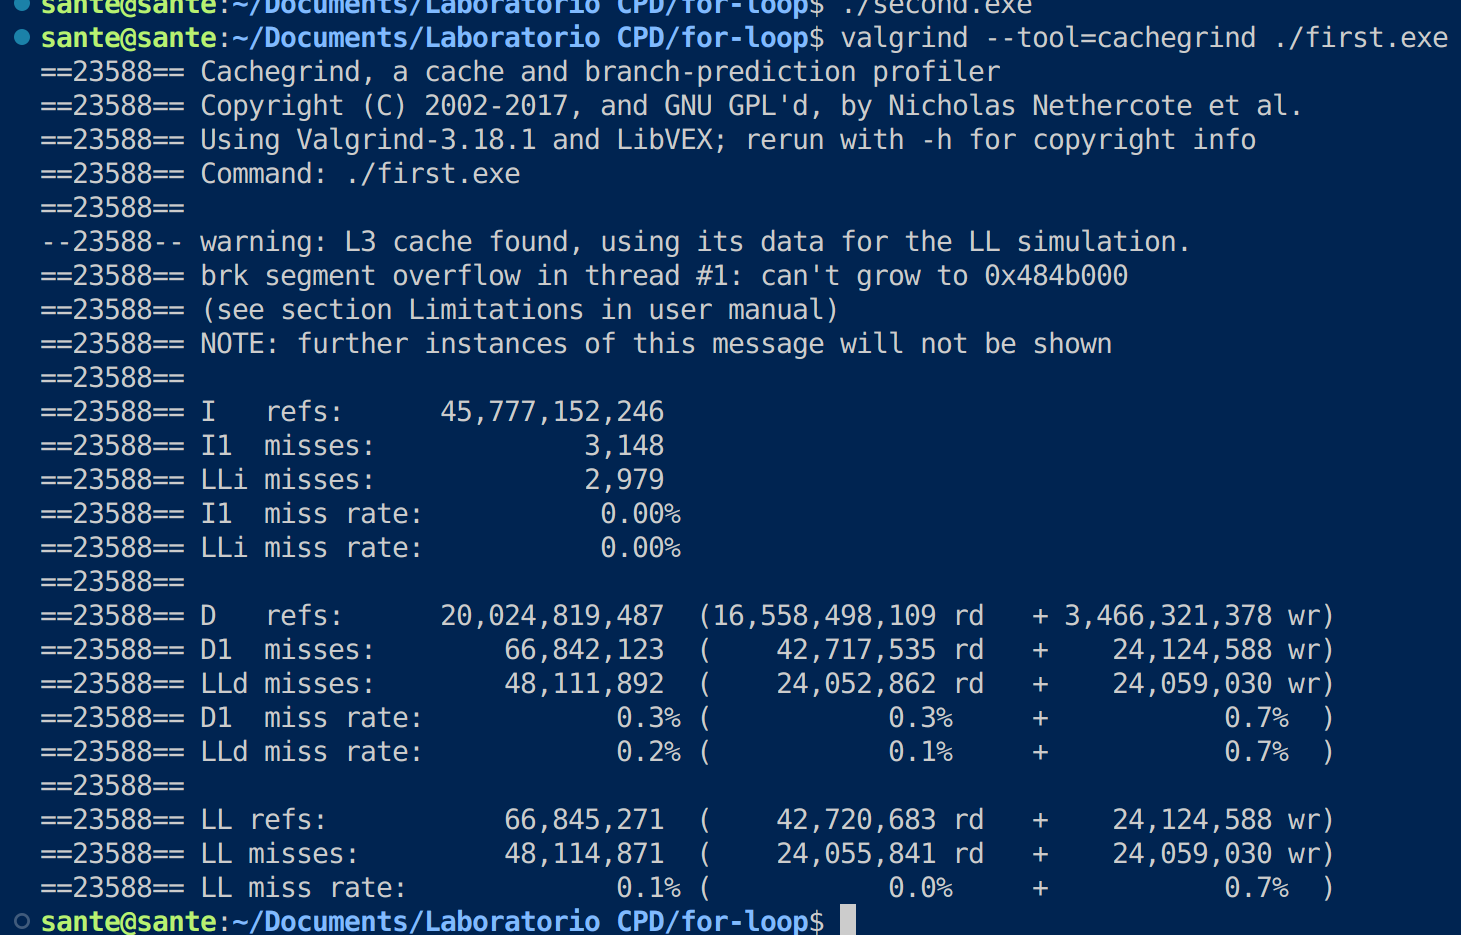 sante@sante:~/Documents/Laboratorio CPD/for-loop$ ./second.exe
sante@sante:~/Documents/Laboratorio CPD/for-loop$ valgrind --tool=cachegrind ./first.exe
==23588== Cachegrind, a cache and branch-prediction profiler
==23588== Copyright (C) 2002-2017, and GNU GPL'd, by Nicholas Nethercote et al.
==23588== Using Valgrind-3.18.1 and LibVEX; rerun with -h for copyright info
==23588== Command: ./first.exe
==23588==
--23588-- warning: L3 cache found, using its data for the LL simulation.
==23588== brk segment overflow in thread #1: can't grow to 0x484b000
==23588== (see section Limitations in user manual)
==23588== NOTE: further instances of this message will not be shown
==23588==
==23588== I   refs:      45,777,152,246
==23588== I1  misses:             3,148
==23588== LLi misses:             2,979
==23588== I1  miss rate:           0.00%
==23588== LLi miss rate:           0.00%
==23588==
==23588== D   refs:      20,024,819,487  (16,558,498,109 rd   + 3,466,321,378 wr)
==23588== D1  misses:        66,842,123  (    42,717,535 rd   +    24,124,588 wr)
==23588== LLd misses:        48,111,892  (    24,052,862 rd   +    24,059,030 wr)
==23588== D1  miss rate:            0.3% (           0.3%     +           0.7%  )
==23588== LLd miss rate:            0.2% (           0.1%     +           0.7%  )
==23588==
==23588== LL refs:           66,845,271  (    42,720,683 rd   +    24,124,588 wr)
==23588== LL misses:         48,114,871  (    24,055,841 rd   +    24,059,030 wr)
==23588== LL miss rate:             0.1% (           0.0%     +           0.7%  )
sante@sante:~/Documents/Laboratorio CPD/for-loop$